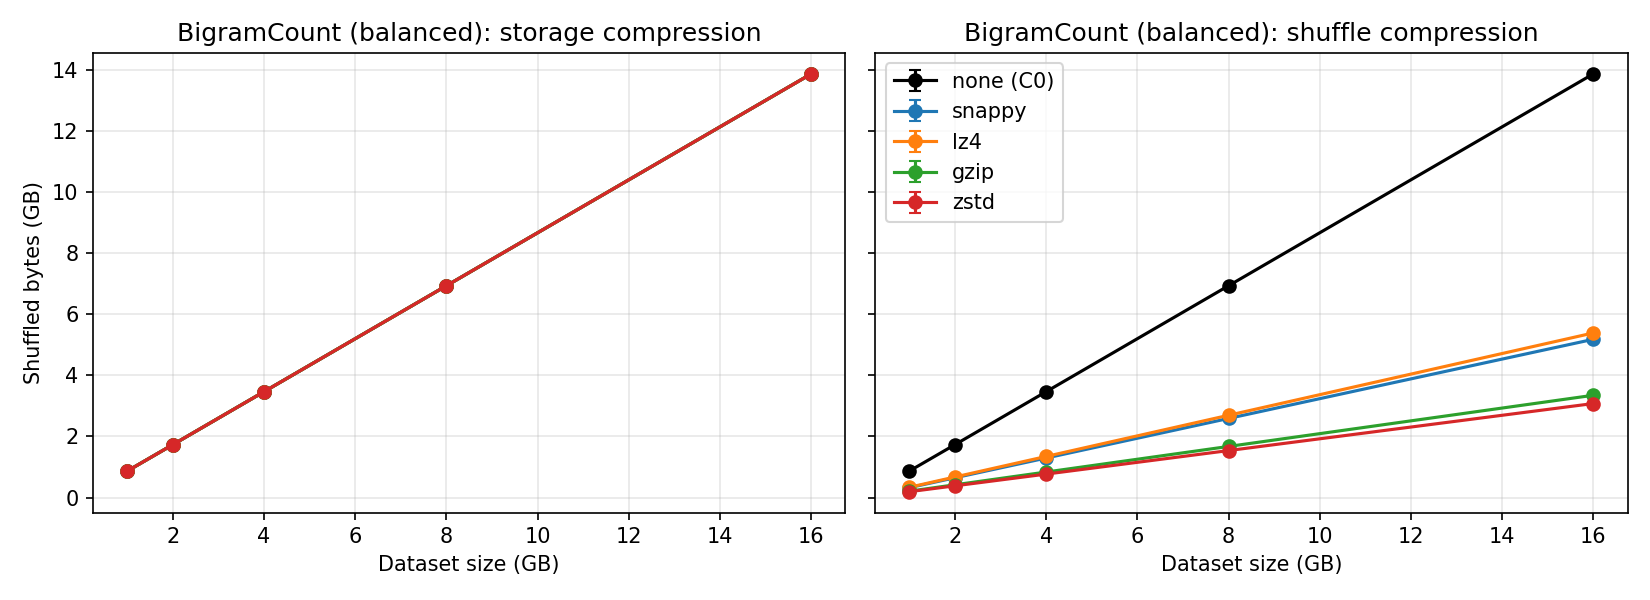 BigramCount (balanced): storage compression
Shuffled bytes (GB)
14
12
10
8
6
4
2
0
2 4 6 8 10 12 14 16
Dataset size (GB)
BigramCount (balanced): shuffle compression
none (C0)
snappy
lz4
gzip
zstd
2 4 6 8 10 12 14 16
Dataset size (GB)